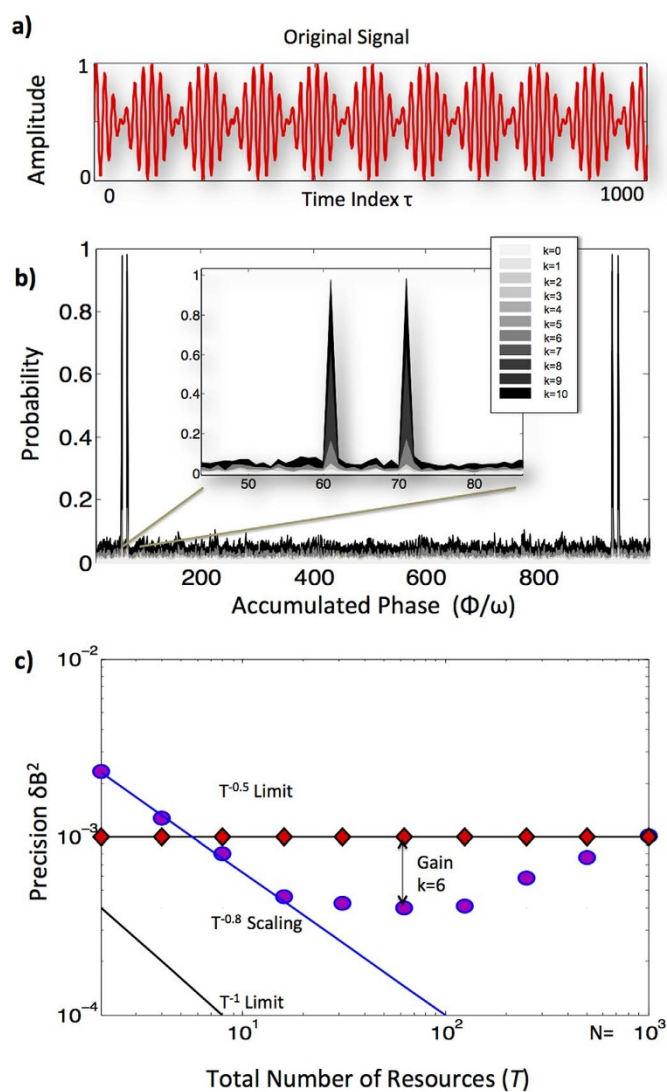 a)
Original Signal
Amplitude
1
0
0
Time Index τ
1000
b)
Probability
1
0.8
0.6
0.4
0.2
0
1
0.8
0.6
0.4
0.2
0
50
60
70
80
k=0
k=1
k=2
k=3
k=4
k=5
k=6
k=7
k=8
k=9
k=10
200
400
600
800
Accumulated Phase (Φ/ω)
c)
Precision δB²
10⁻²
10⁻³
10⁻⁴
T⁻⁰·⁵ Limit
Gain
k=6
T⁻⁰·⁸ Scaling
T⁻¹ Limit
10¹
10²
N=
10³
Total Number of Resources (T)